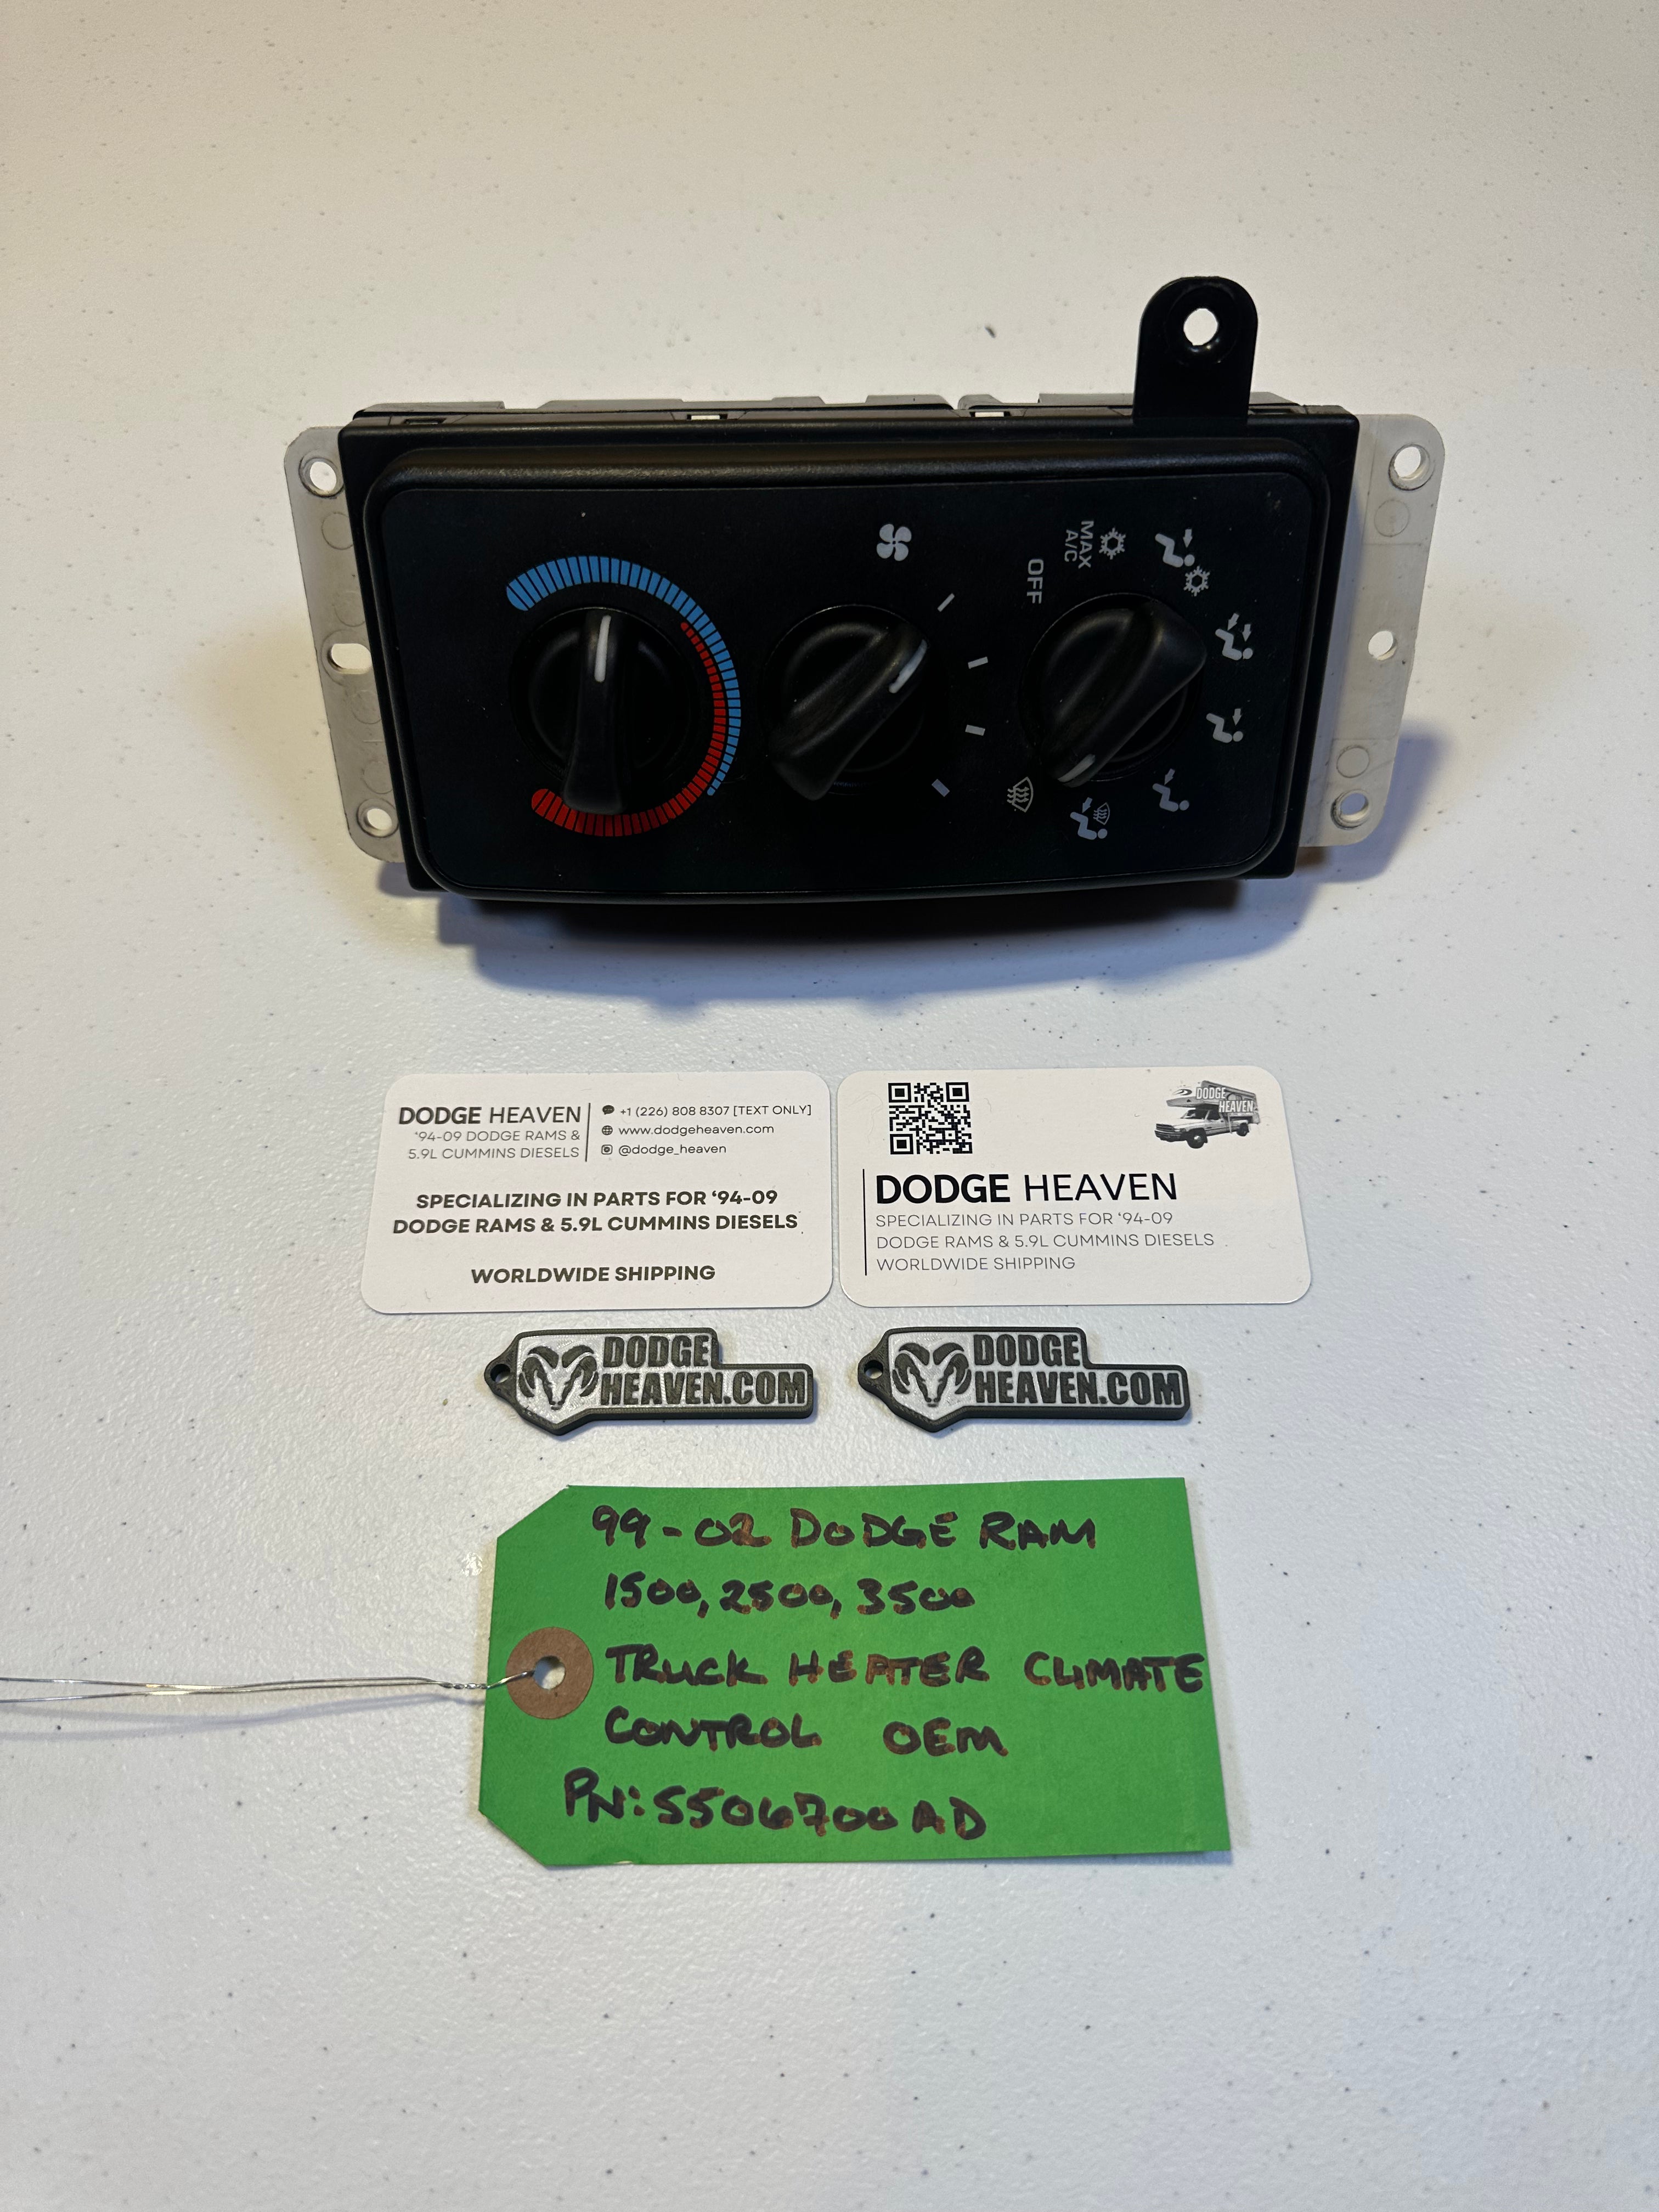 OFF
MAX
A/C
DODGE HEAVEN
'94-09 DODGE RAMS &
5.9L CUMMINS DIESELS
+1 (226) 808 8307 [TEXT ONLY]
www.dodgeheaven.com
@dodge_heaven
SPECIALIZING IN PARTS FOR '94-09
DODGE RAMS & 5.9L CUMMINS DIESELS
WORLDWIDE SHIPPING
DODGE
HEAVEN
DODGE HEAVEN
SPECIALIZING IN PARTS FOR '94-09
DODGE RAMS & 5.9L CUMMINS DIESELS
WORLDWIDE SHIPPING
DODGE
HEAVEN.COM
DODGE
HEAVEN.COM
99-02 DODGE RAM
1500, 2500, 3500
TRUCK HEATER CLIMATE
CONTROL OEM
PN: 5506700AD